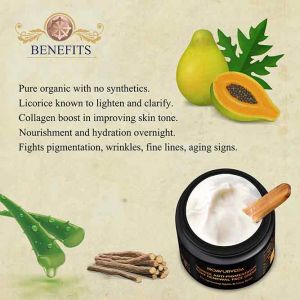 BENEFITS
Pure organic with no synthetics.
Licorice known to lighten and clarify.
Collagen boost in improving skin tone.
Nourishment and hydration overnight.
Fights pigmentation, wrinkles, fine lines, aging signs.